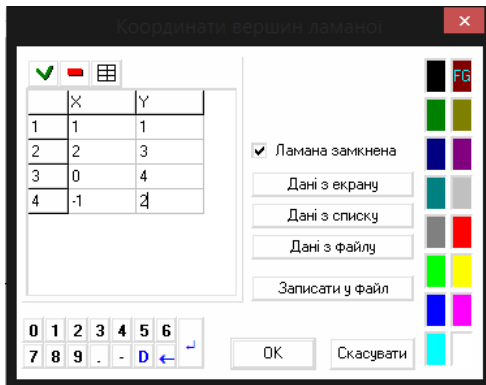 Координати вершин ламаної
FG
X Y
1 1 1
2 2 3
3 0 4
4 -1 2
Ламана замкнена
Дані з екрану
Дані з списку
Дані з файлу
Записати у файл
0 1 2 3 4 5 6
7 8 9 . - D ←
OK Скасувати